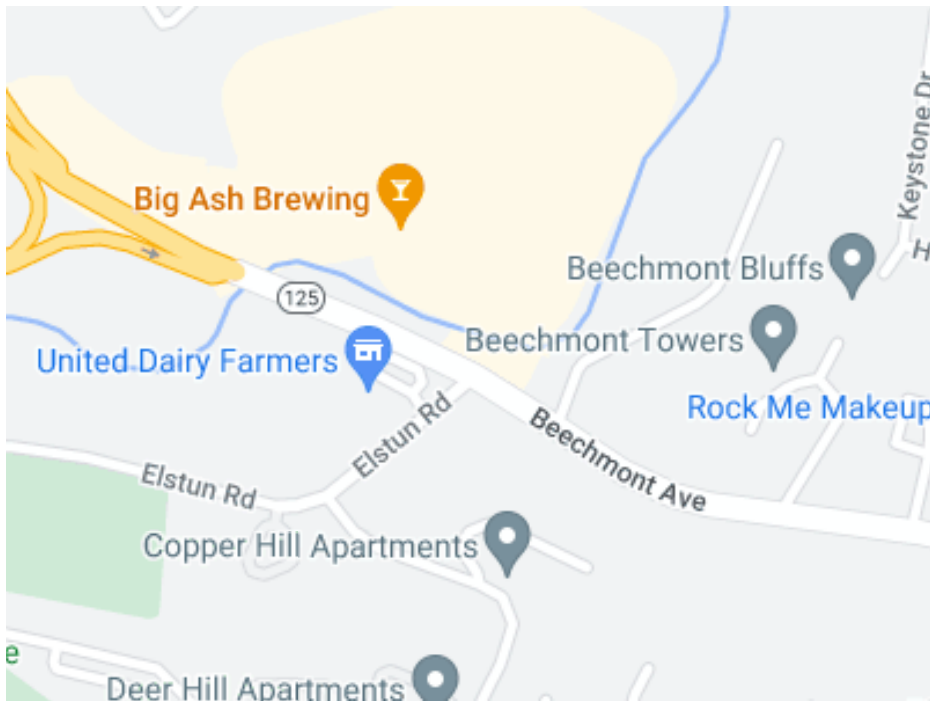 Keystone Dr
H
Big Ash Brewing
Beechmont Bluffs
125
Beechmont Towers
United Dairy Farmers
Rock Me Makeup
Elstun Rd
Beechmont Ave
Elstun Rd
Copper Hill Apartments
e
Deer Hill Apartments